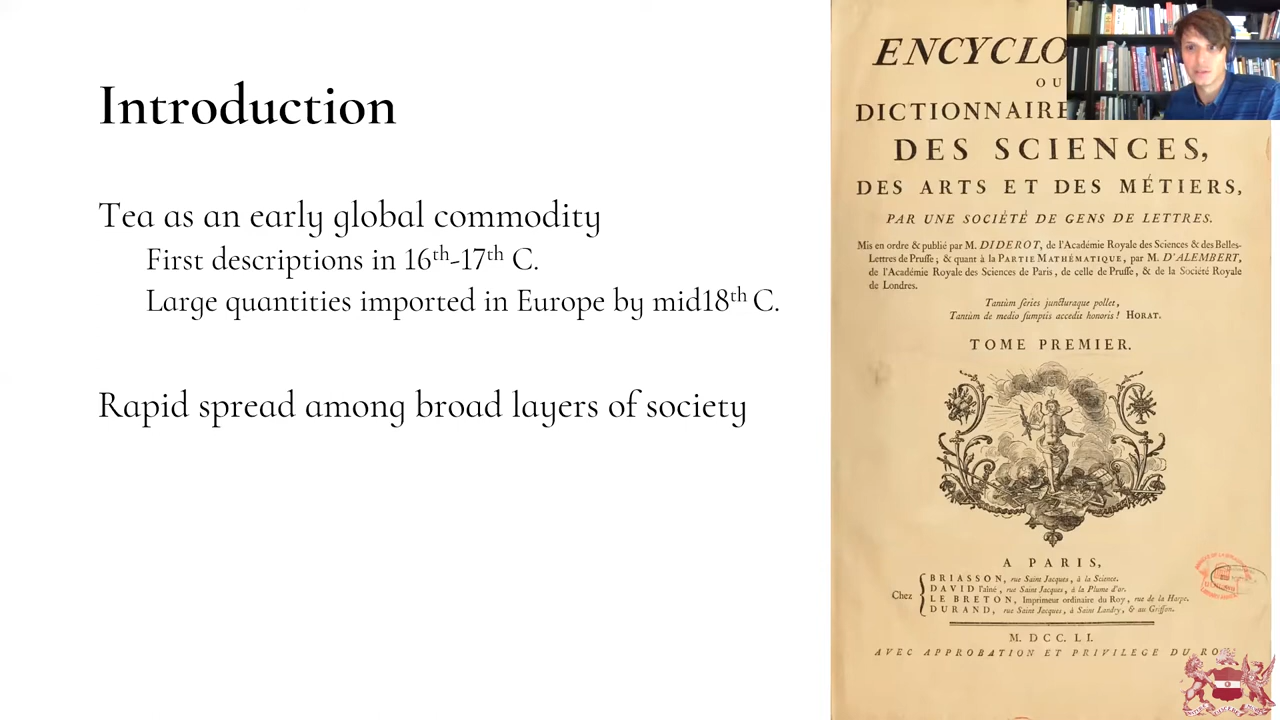 Introduction
Tea as an early global commodity
First descriptions in 16th-17th C.
Large quantities imported in Europe by mid18th C.
Rapid spread among broad layers of society
ENCYCLO
OU
DICTIONNAIRE
DES SCIENCES,
DES ARTS ET DES MÉTIERS,
PAR UNE SOCIÉTÉ DE GENS DE LETTRES.
Mis en ordre & publié par M. DIDEROT, de l'Académie Royale des Sciences & des Belles-
Lettres de Prusse; & quant à la PARTIE MATHÉMATIQUE, par M. D'ALEMBERT,
de l'Académie Royale des Sciences de Paris, de celle de Prusse, & de la Société Royale
de Londres.
Tantùm series juncturaque pollet,
Tantùm de medio sumptis accedit honoris! HORAT.
TOME PREMIER.
A PARIS,
Chez
BRIASSON, rue Saint Jacques, à la Science.
DAVID l'aîné, rue Saint Jacques, à la Plume d'or.
LE BRETON, Imprimeur ordinaire du Roy, rue de la Harpe.
DURAND, rue Saint Jacques, à Saint Landry, & au Griffon.
M. DCC. LI.
AVEC APPROBATION ET PRIVILEGE DU RO